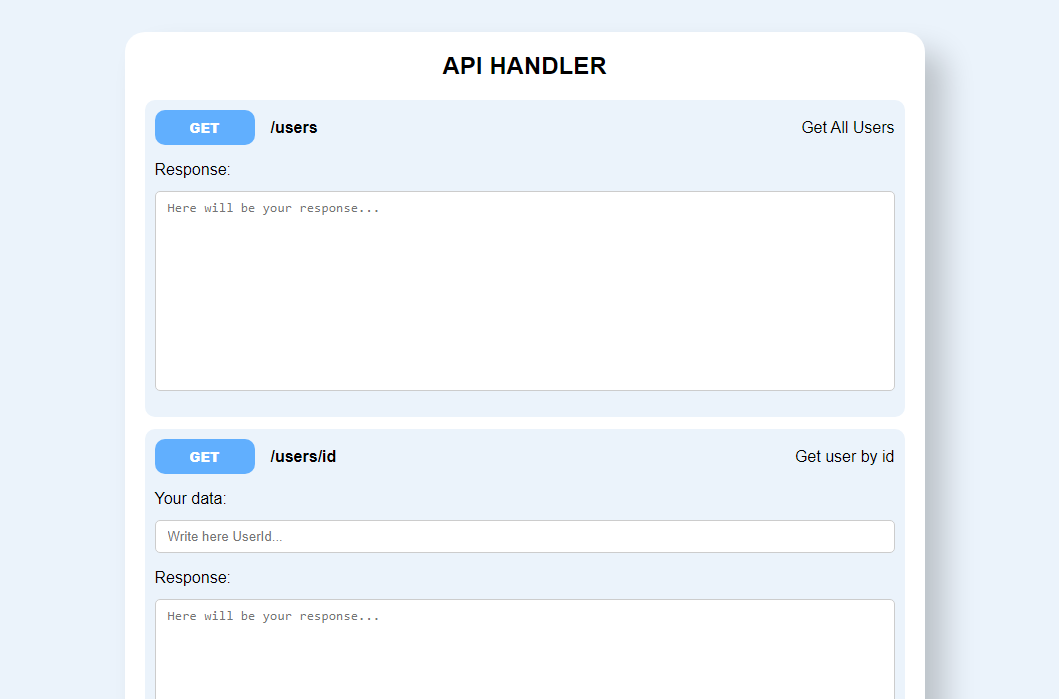 API HANDLER
GET /users Get All Users
Response:
Here will be your response...
GET /users/id Get user by id
Your data:
Write here UserId...
Response:
Here will be your response...